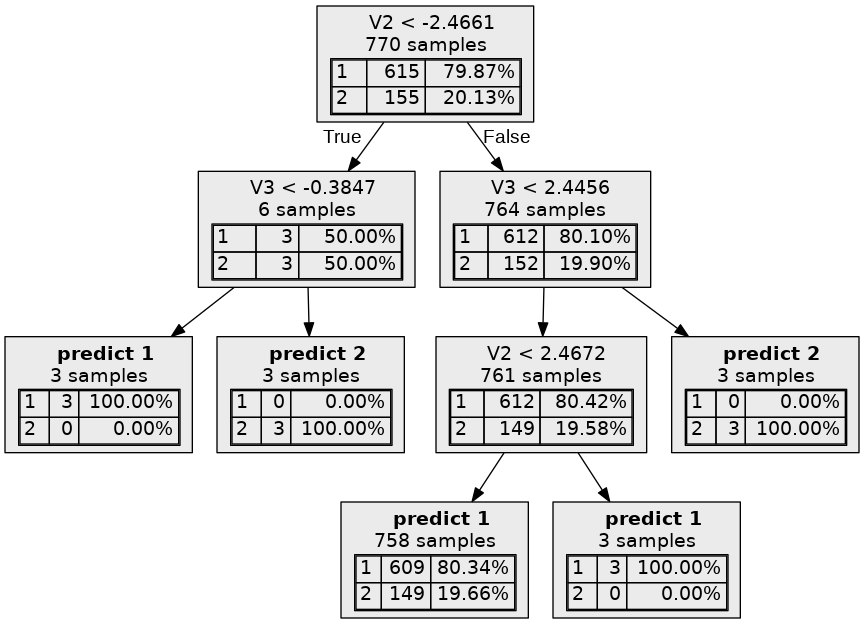 V2 < -2.4661
770 samples
1 615 79.87%
2 155 20.13%
True False
V3 < -0.3847
6 samples
1 3 50.00%
2 3 50.00%
V3 < 2.4456
764 samples
1 612 80.10%
2 152 19.90%
predict 1
3 samples
1 3 100.00%
2 0 0.00%
predict 2
3 samples
1 0 0.00%
2 3 100.00%
V2 < 2.4672
761 samples
1 612 80.42%
2 149 19.58%
predict 2
3 samples
1 0 0.00%
2 3 100.00%
predict 1
758 samples
1 609 80.34%
2 149 19.66%
predict 1
3 samples
1 3 100.00%
2 0 0.00%